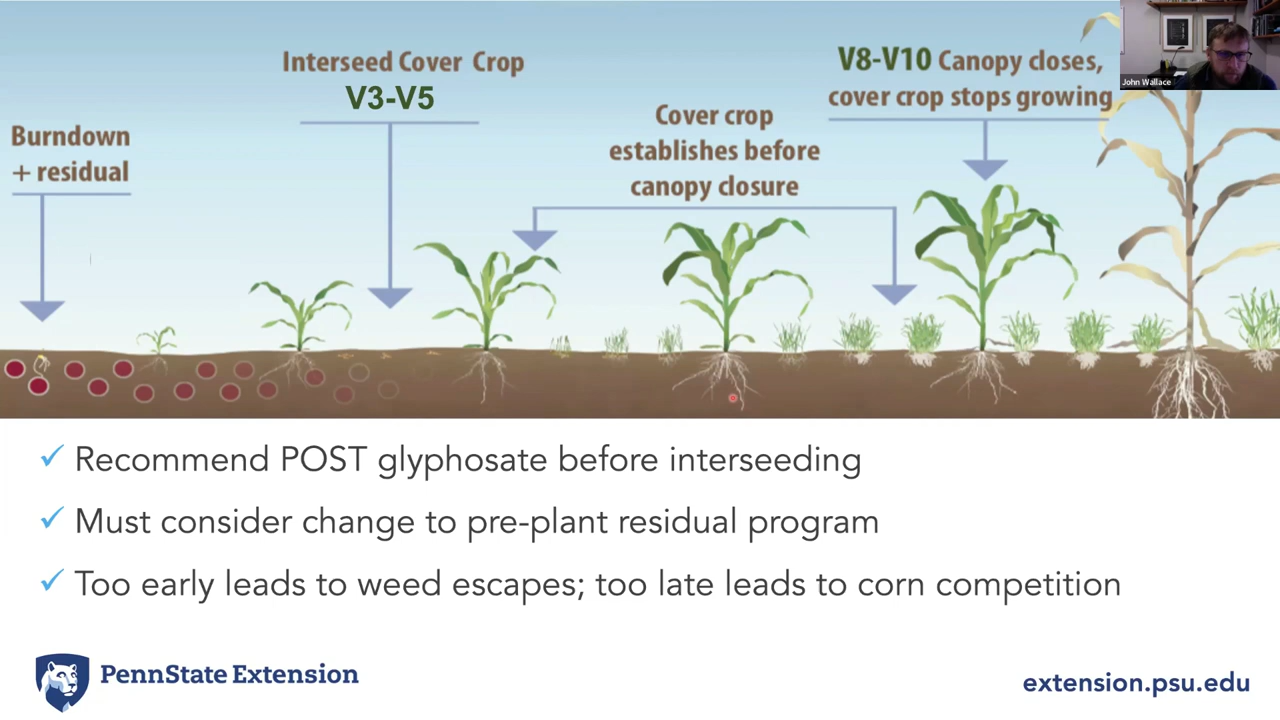 Burndown
+ residual
Interseed Cover Crop
V3-V5
Cover crop
establishes before
canopy closure
V8-V10 Canopy closes,
cover crop stops growing
John Wallace
✓ Recommend POST glyphosate before interseeding
✓ Must consider change to pre-plant residual program
✓ Too early leads to weed escapes; too late leads to corn competition
PennState Extension
extension.psu.edu